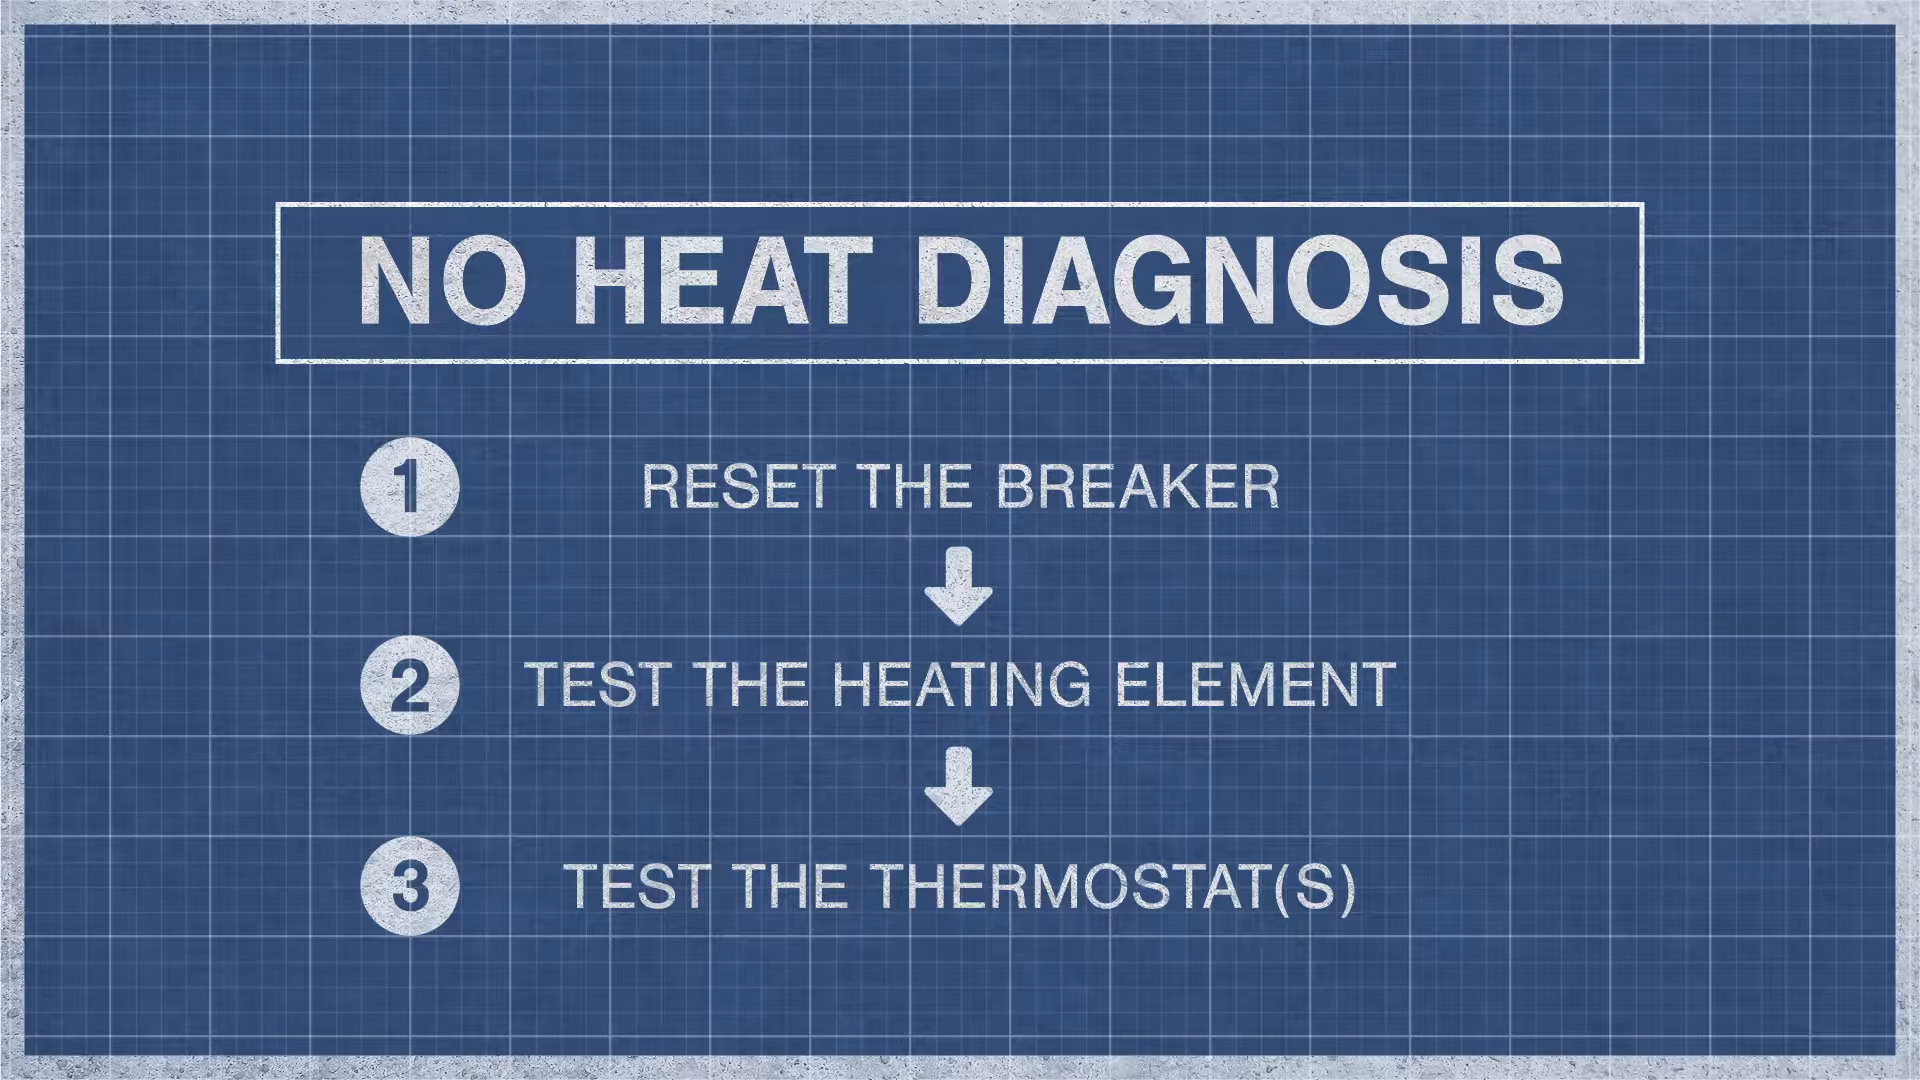 NO HEAT DIAGNOSIS
1 RESET THE BREAKER
2 TEST THE HEATING ELEMENT
3 TEST THE THERMOSTAT(S)